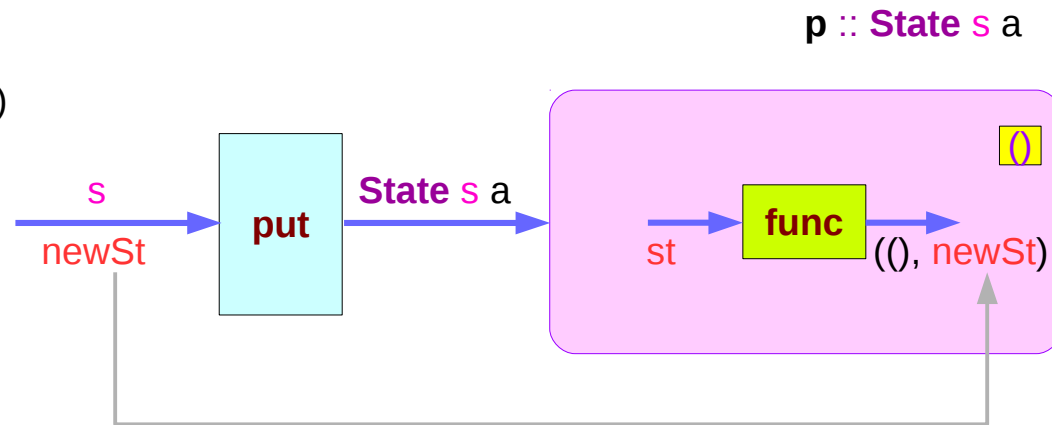 p :: State s a
)
()
s
State s a
put
func
newSt
st
((), newSt)